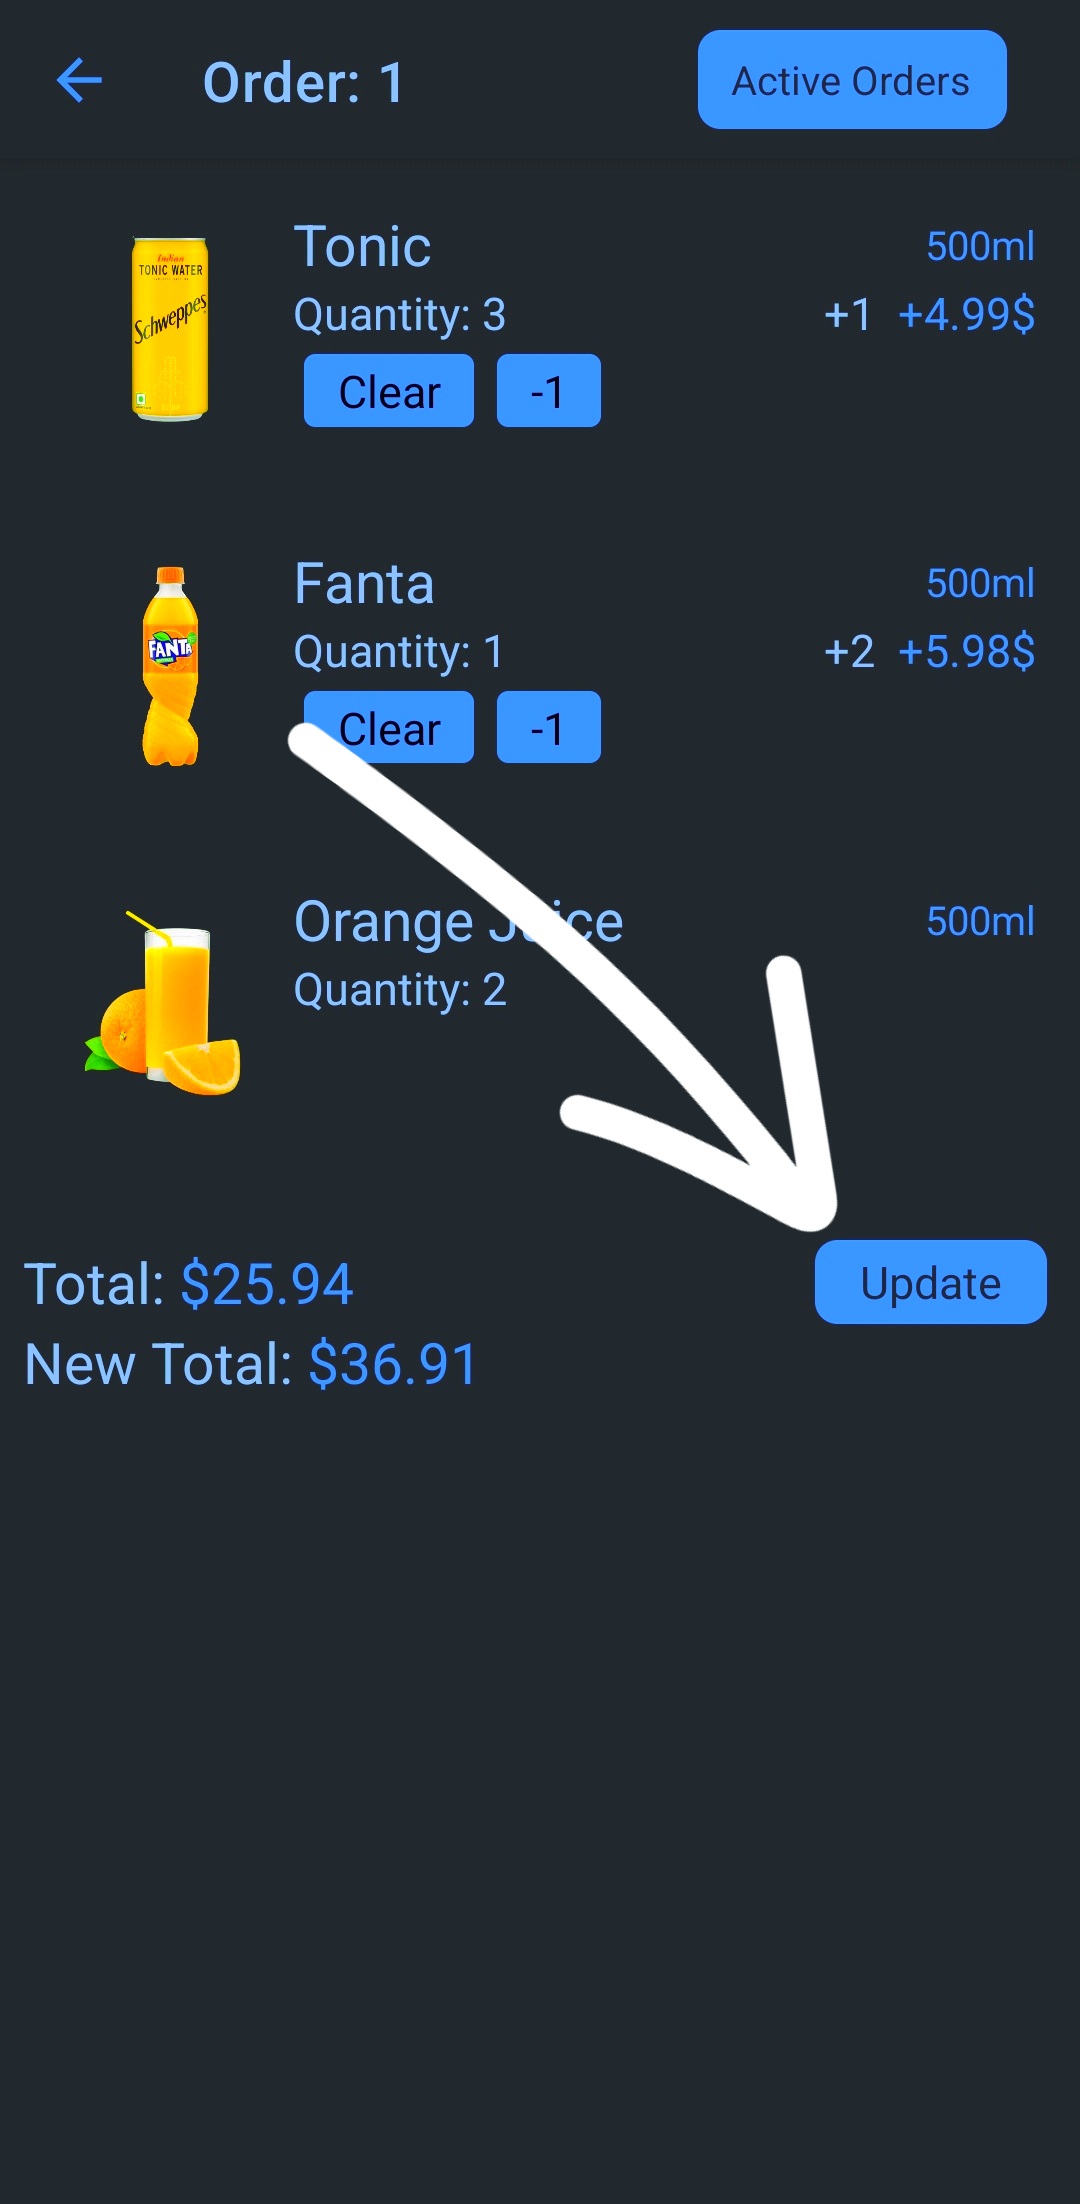 Order: 1
Active Orders
Tonic
500ml
Indian
TONIC WATER
Schweppes
Quantity: 3
+1 +4.99$
Clear
-1
Fanta
500ml
FANTA
Quantity: 1
+2 +5.98$
Clear
-1
Orange Juice
500ml
Quantity: 2
Total: $25.94
Update
New Total: $36.91